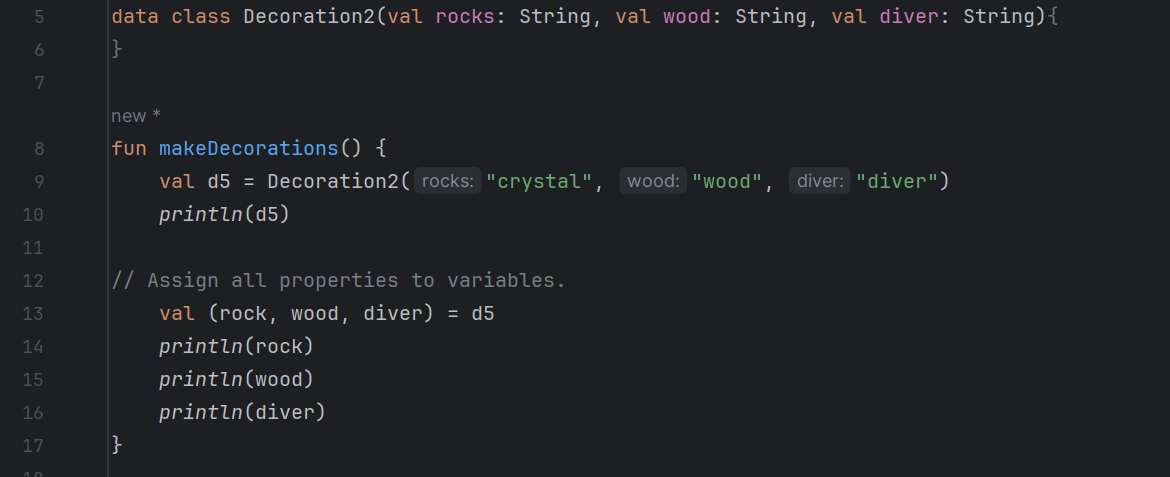 5 data class Decoration2(val rocks: String, val wood: String, val diver: String){
6 }
7
new *
8 fun makeDecorations() {
9 val d5 = Decoration2( rocks: "crystal", wood: "wood", diver: "diver")
10 println(d5)
11
12 // Assign all properties to variables.
13 val (rock, wood, diver) = d5
14 println(rock)
15 println(wood)
16 println(diver)
17 }